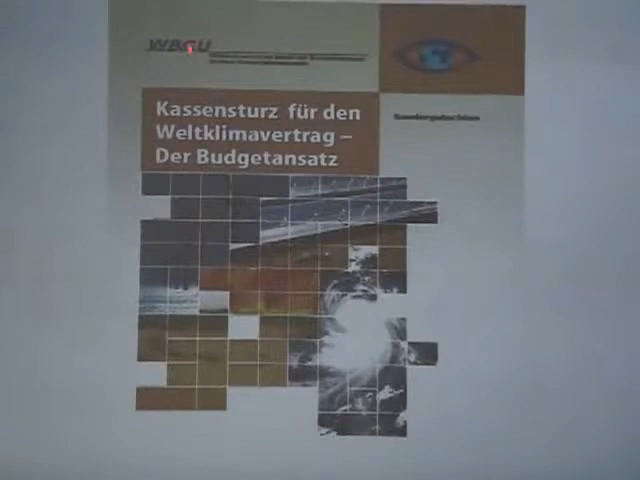 WBGU
Kassensturz für den
Weltklimavertrag –
Der Budgetansatz
Sondergutachten